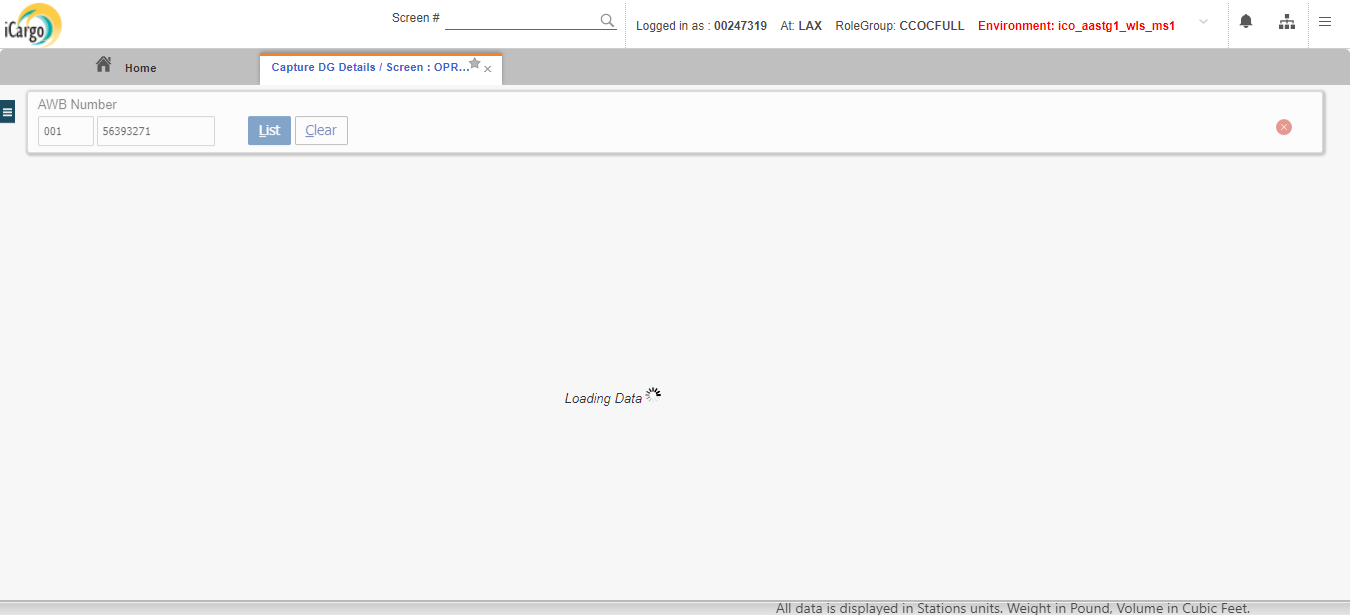 iCargo
Screen #
Logged in as : 00247319 At: LAX RoleGroup: CCOCFULL Environment: ico_aastg1_wls_ms1
Home
Capture DG Details / Screen : OPR...
AWB Number
001 56393271 List Clear
Loading Data
All data is displayed in Stations units. Weight in Pound, Volume in Cubic Feet.